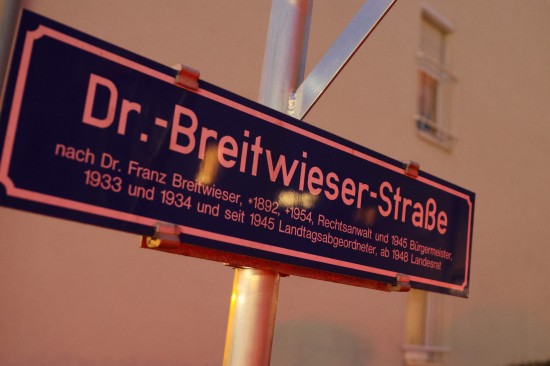 Dr.-Breitwieser-Straße
nach Dr. Franz Breitwieser, *1892, +1954, Rechtsanwalt und 1945 Bürgermeister,
1933 und 1934 und seit 1945 Landtagsabgeordneter, ab 1948 Landesrat